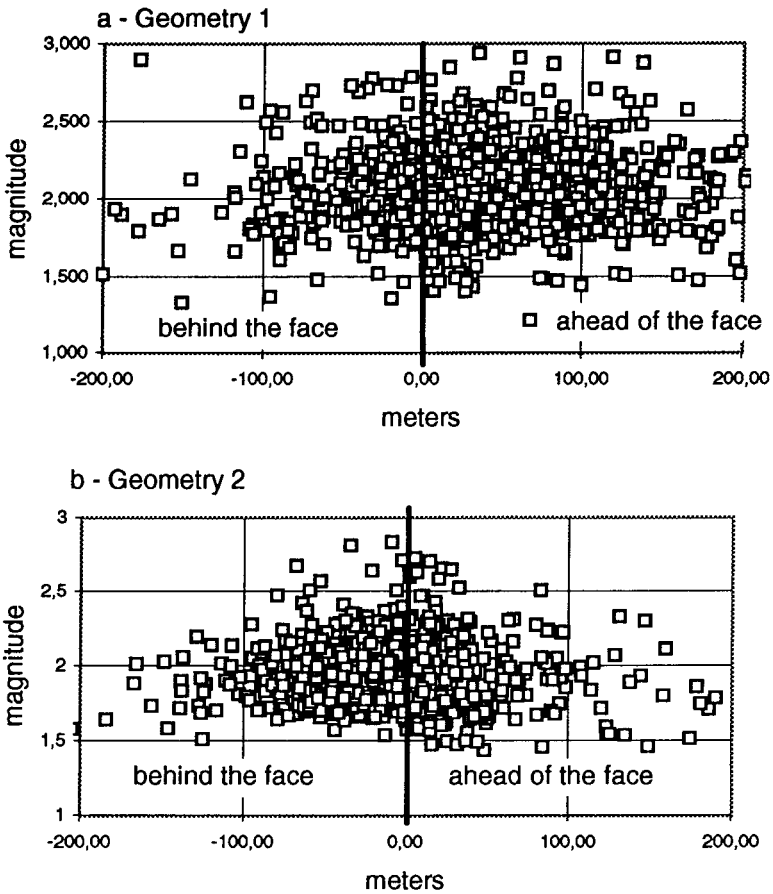 a - Geometry 1
3,000
2,500
2,000
1,500
1,000
magnitude
behind the face
ahead of the face
-200,00 -100,00 0,00 100,00 200,00
meters
b - Geometry 2
3
2,5
2
1,5
1
magnitude
behind the face
ahead of the face
-200,00 -100,00 0,00 100,00 200,00
meters